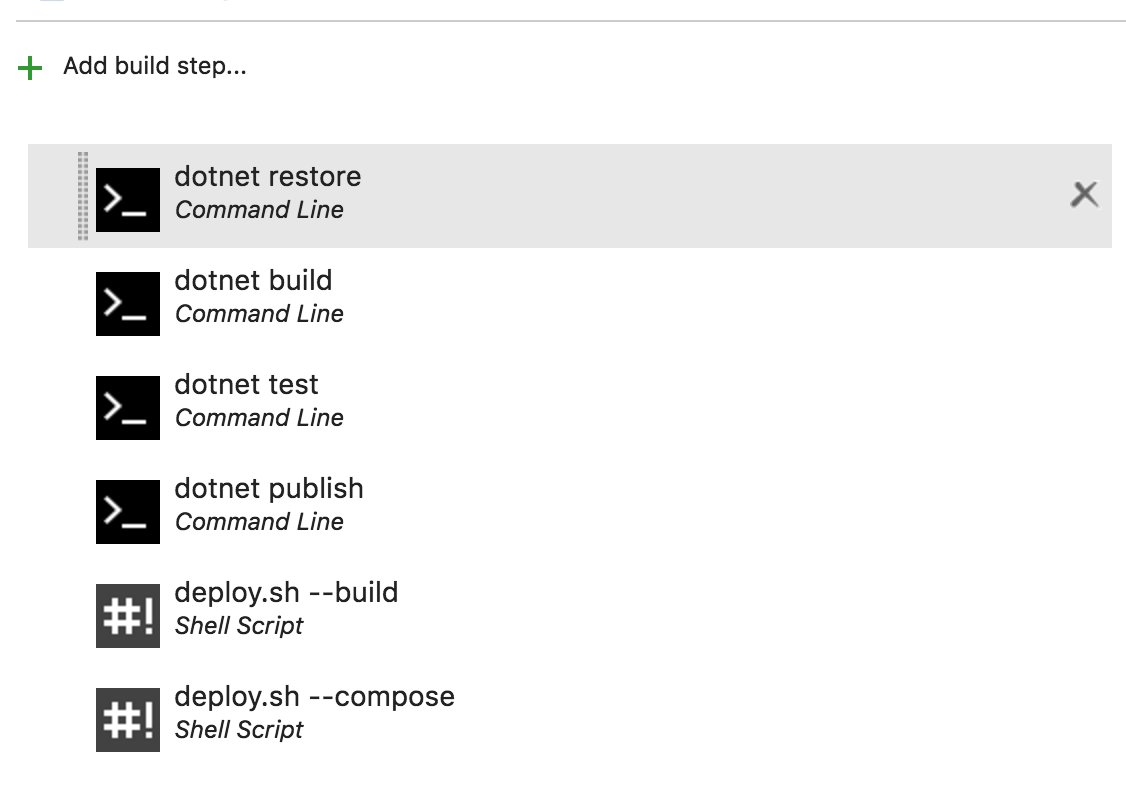 Add build step...
dotnet restore
Command Line
dotnet build
Command Line
dotnet test
Command Line
dotnet publish
Command Line
deploy.sh --build
Shell Script
deploy.sh --compose
Shell Script